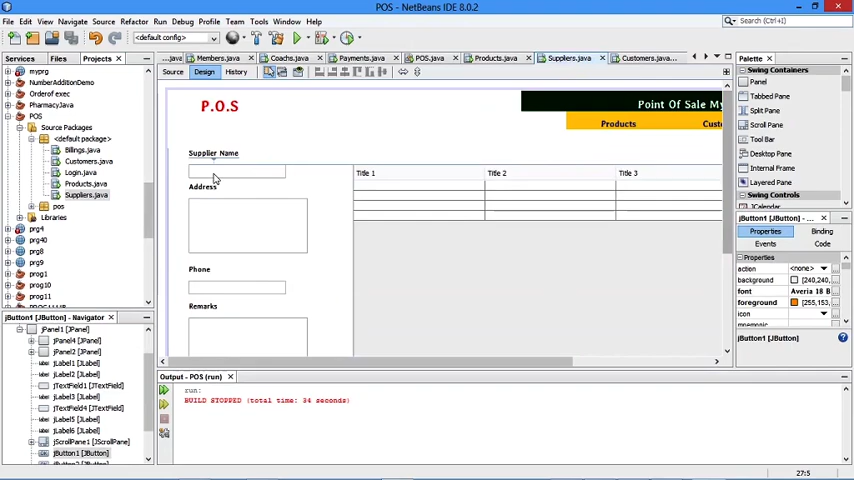 POS - NetBeans IDE 8.0.2
File Edit View Navigate Source Refactor Run Debug Profile Team Tools Window Help
Search (Ctrl+I)
<default config>
Services Files Projects
...java Members.java Coachs.java Payments.java POS.java Products.java Suppliers.java Customers.java...
Source Design History
myprg
NumberAdditionDemo
Orderof exec
PharmacyJava
POS
Source Packages
<default package>
Billings.java
Customers.java
Login.java
Products.java
Suppliers.java
pos
Libraries
prg4
prg40
prg8
prg9
prog1
prog10
prog11
P.O.S
Point Of Sale My
Products Custo
Supplier Name
Address
Phone
Remarks
Title 1 Title 2 Title 3
Palette
Swing Containers
Panel
Tabbed Pane
Split Pane
Scroll Pane
Tool Bar
Desktop Pane
Internal Frame
Layered Pane
Swing Controls
JCalendar
jButton1 [JButton] - ...
Properties Binding
Events Code
Properties
action <none>
background [240,240,
font Averia 18 B
foreground [255,153,
icon
mnemonic
jButton1 [JButton]
jButton1 [JButton] - Navigator
jPanel1 [JPanel]
jPanel4 [JPanel]
jPanel2 [JPanel]
jLabel1 [JLabel]
jLabel2 [JLabel]
jTextField1 [JTextField]
jLabel3 [JLabel]
jTextField4 [JTextField]
jLabel5 [JLabel]
jLabel6 [JLabel]
jScrollPane1 [JScrollPane]
jButton1 [JButton]
Output - POS (run)
run:
BUILD STOPPED (total time: 34 seconds)
27:5